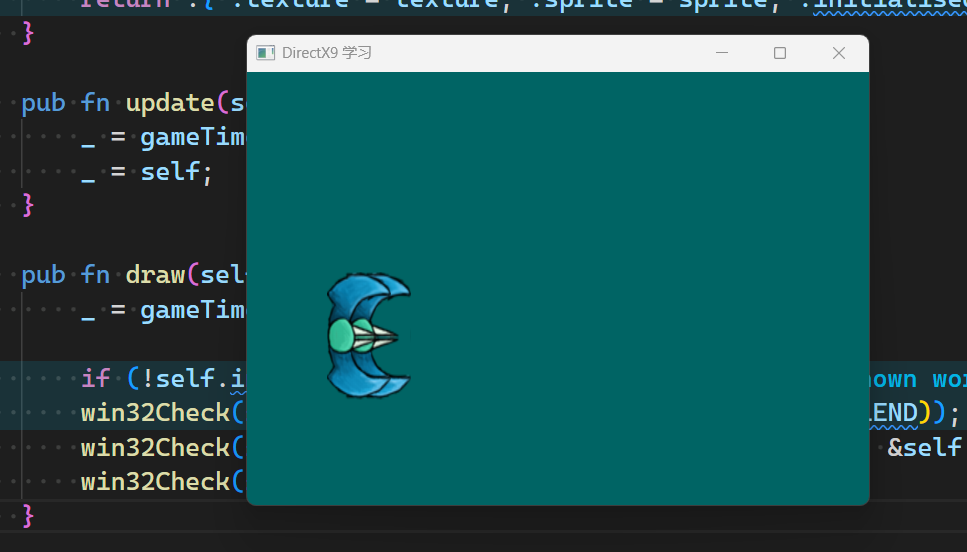 return .{ .texture = texture, .sprite = sprite, .initialised
}
DirectX9 学习
pub fn update(s
_ = gameTim
_ = self;
}
pub fn draw(sel
_ = gameTim
if (!self.i
own wo
win32Check(
LEND));
win32Check(
&self
win32Check(
}